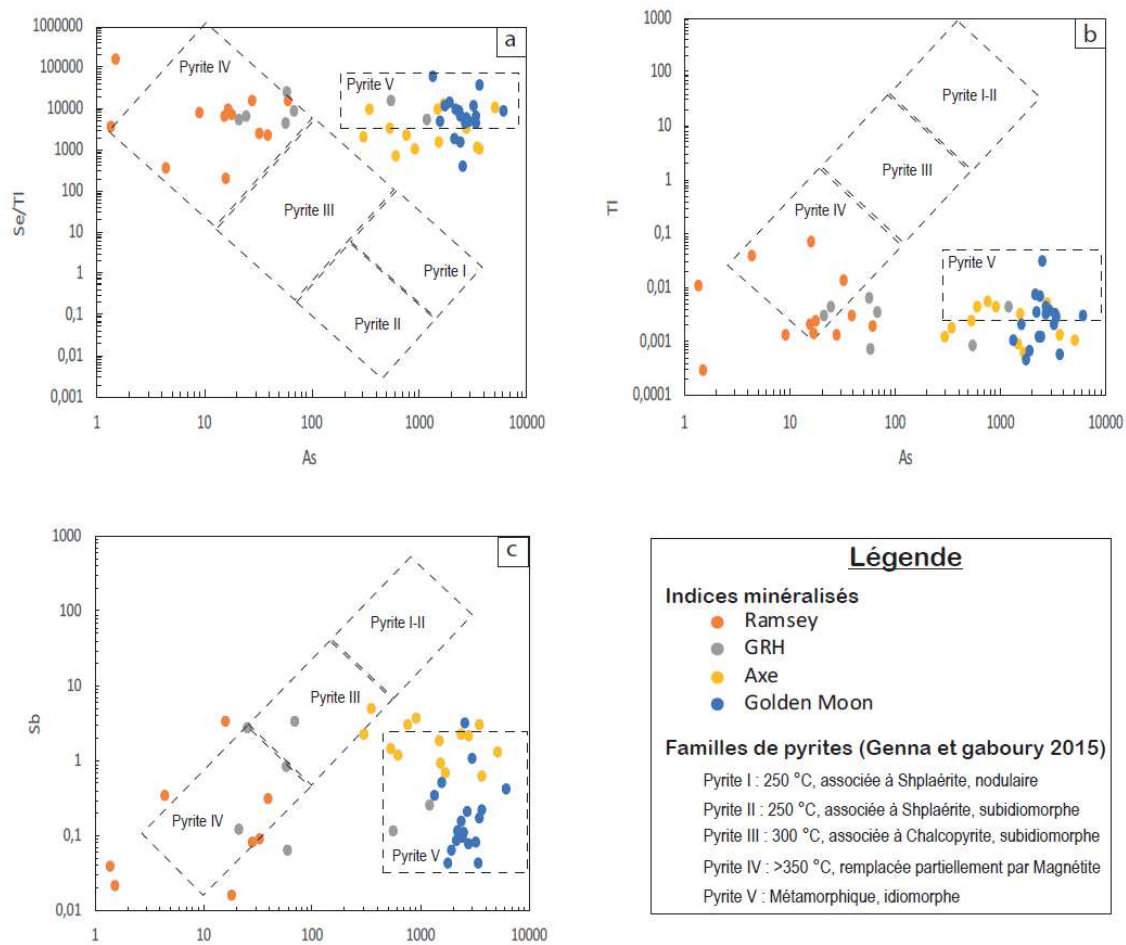 a
1000000
100000
10000
1000
100
10
1
0,1
0,01
0,001
Se/Tl
Pyrite IV
Pyrite V
Pyrite III
Pyrite I
Pyrite II
1 10 100 1000 10000
As
b
1000
100
10
1
0,1
0,01
0,001
0,0001
Tl
Pyrite I-II
Pyrite III
Pyrite IV
Pyrite V
1 10 100 1000 10000
As
c
1000
100
10
1
0,1
0,01
Sb
Pyrite I-II
Pyrite III
Pyrite IV
Pyrite V
1 10 100 1000 10000
Légende
Indices minéralisés
Ramsey
GRH
Axe
Golden Moon
Familles de pyrites (Genna et gaboury 2015)
Pyrite I : 250 °C, associée à Shplaérite, nodulaire
Pyrite II : 250 °C, associée à Shplaérite, subidiomorphe
Pyrite III : 300 °C, associée à Chalcopyrite, subidiomorphe
Pyrite IV : >350 °C, remplacée partiellement par Magnétite
Pyrite V : Métamorphique, idiomorphe